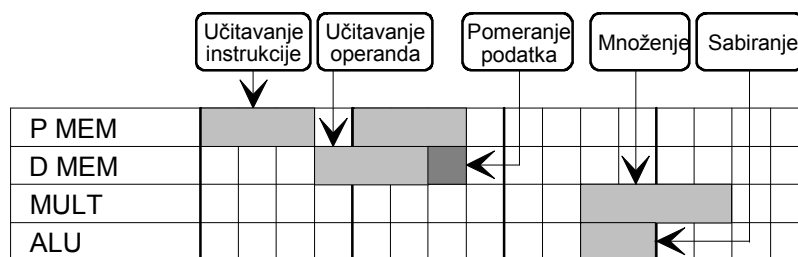 Učitavanje
instrukcije
Učitavanje
operanda
Pomeranje
podatka
Množenje
Sabiranje
P MEM
D MEM
MULT
ALU